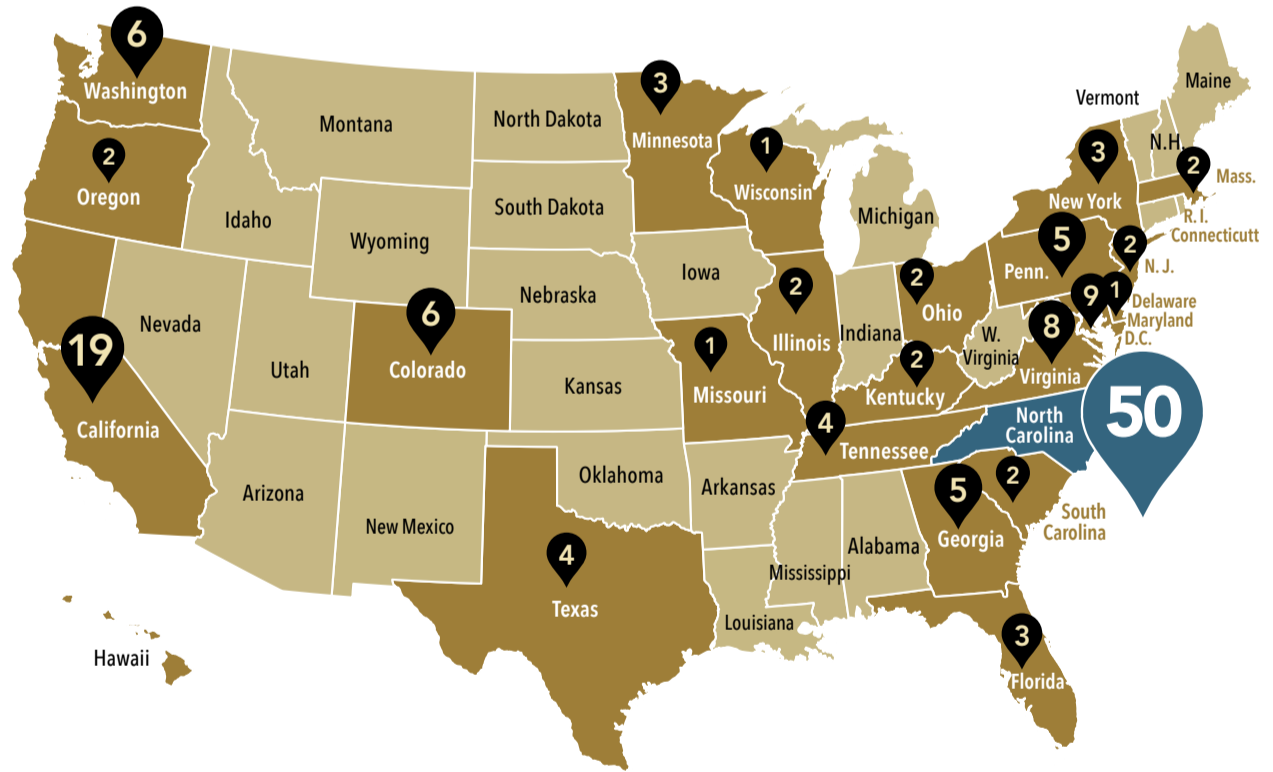 6
Washington
2
Oregon
Idaho
Montana
Wyoming
North Dakota
South Dakota
Nebraska
Kansas
Oklahoma
Nevada
Utah
6
Colorado
19
California
Arizona
New Mexico
4
Texas
Hawaii
3
Minnesota
1
Wisconsin
Iowa
2
Illinois
1
Missouri
Arkansas
Louisiana
Mississippi
Alabama
Michigan
Indiana
2
Ohio
2
Kentucky
4
Tennessee
W.
Virginia
8
Virginia
North
Carolina
50
2
South
Carolina
5
Georgia
3
Florida
5
Penn.
3
New York
Vermont
N.H.
Maine
2
Mass.
R. I.
Connecticutt
2
N. J.
9
1
Delaware
Maryland
D.C.